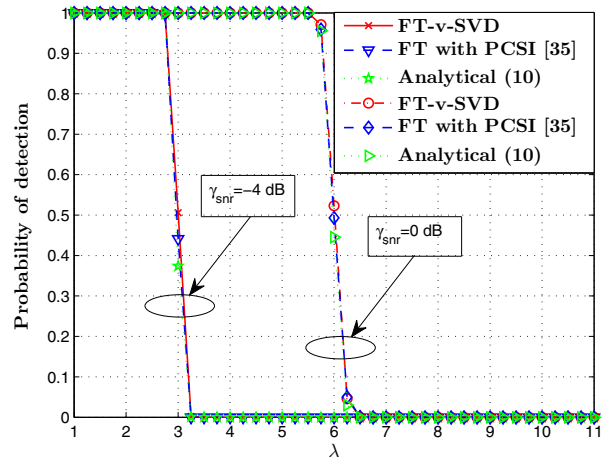 FT-v-SVD
FT with PCSI [35]
Analytical (10)
FT-v-SVD
FT with PCSI [35]
Analytical (10)
γsnr=−4 dB
γsnr=0 dB
Probability of detection
1
0.9
0.8
0.7
0.6
0.5
0.4
0.3
0.2
0.1
0
1 2 3 4 5 6 7 8 9 10 11
λ